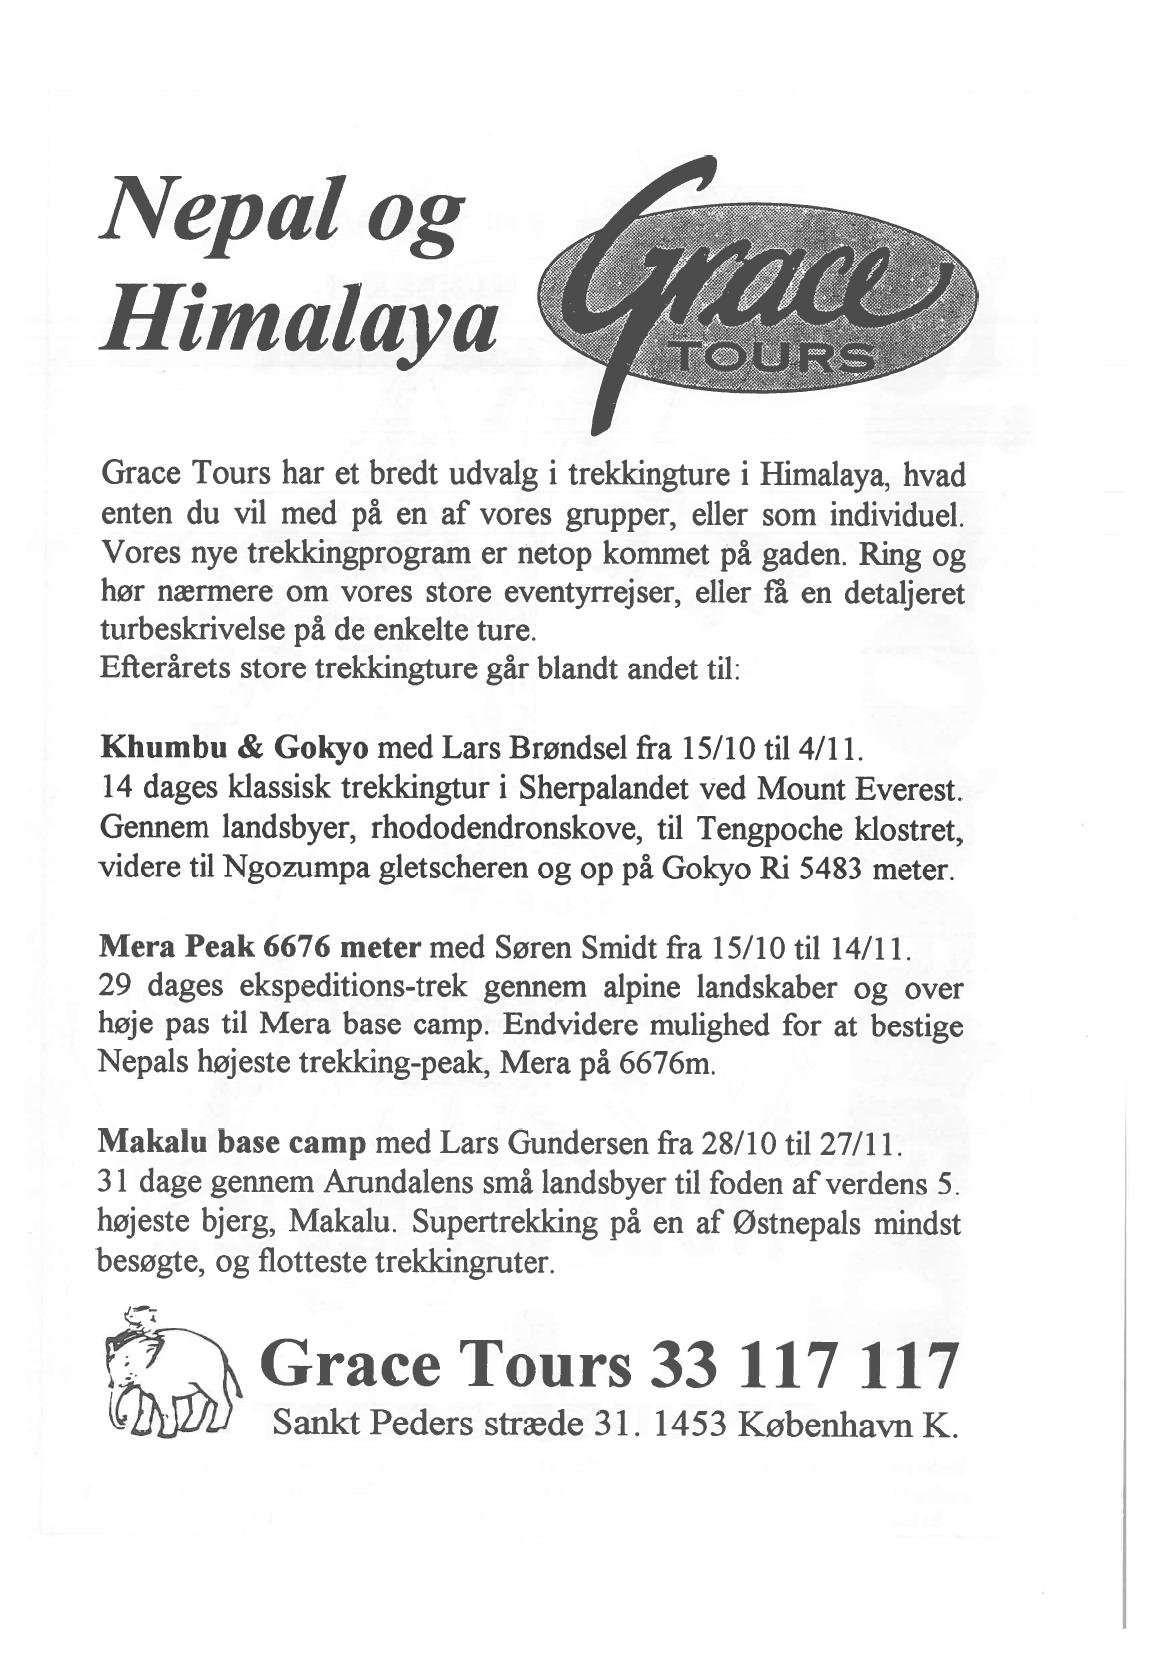 Nepal og
Himalaya
Grace
TOURS
Grace Tours har et bredt udvalg i trekkingture i Himalaya, hvad
enten du vil med på en af vores grupper, eller som individuel.
Vores nye trekkingprogram er netop kommet på gaden. Ring og
hør nærmere om vores store eventyrrejser, eller få en detaljeret
turbeskrivelse på de enkelte ture.
Efterårets store trekkingture går blandt andet til:
Khumbu & Gokyo med Lars Brøndsel fra 15/10 til 4/11.
14 dages klassisk trekkingtur i Sherpalandet ved Mount Everest.
Gennem landsbyer, rhododendronskove, til Tengpoche klostret,
videre til Ngozumpa gletscheren og op på Gokyo Ri 5483 meter.
Mera Peak 6676 meter med Søren Smidt fra 15/10 til 14/11.
29 dages ekspeditions-trek gennem alpine landskaber og over
høje pas til Mera base camp. Endvidere mulighed for at bestige
Nepals højeste trekking-peak, Mera på 6676m.
Makalu base camp med Lars Gundersen fra 28/10 til 27/11.
31 dage gennem Arundalens små landsbyer til foden af verdens 5.
højeste bjerg, Makalu. Supertrekking på en af Østnepals mindst
besøgte, og flotteste trekkingruter.
Grace Tours 33 117 117
Sankt Peders stræde 31. 1453 København K.